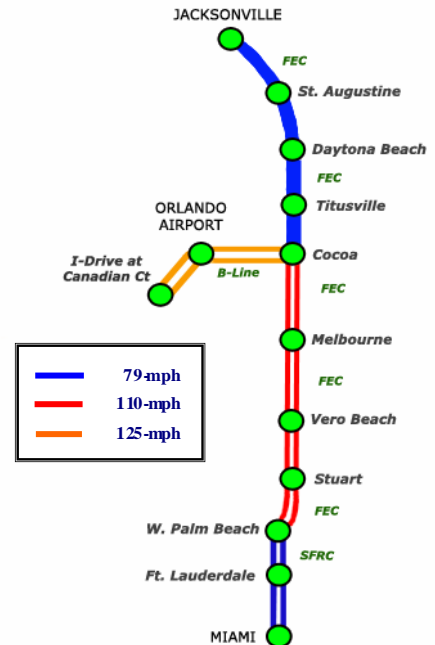 JACKSONVILLE
FEC
St. Augustine
Daytona Beach
FEC
Titusville
ORLANDO
AIRPORT
Cocoa
I-Drive at
Canadian Ct
B-Line
FEC
Melbourne
79-mph
110-mph
125-mph
FEC
Vero Beach
Stuart
FEC
W. Palm Beach
SFRC
Ft. Lauderdale
MIAMI